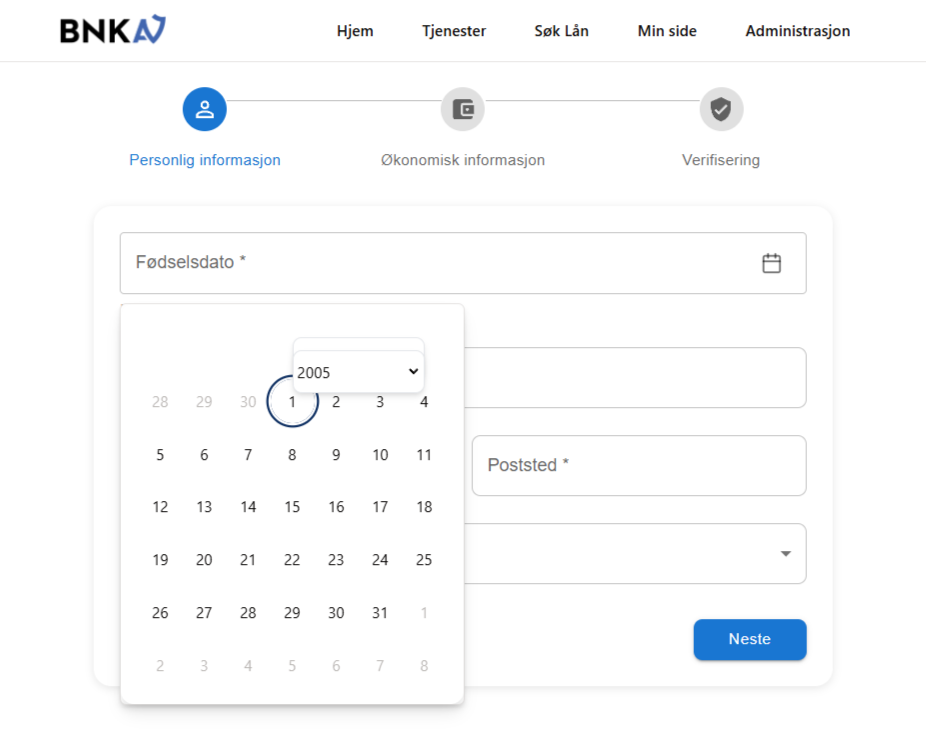 BNKAV
Hjem Tjenester Søk Lån Min side Administrasjon
Personlig informasjon Økonomisk informasjon Verifisering
Fødselsdato *
2005
28 29 30 1 2 3 4
5 6 7 8 9 10 11
Poststed *
12 13 14 15 16 17 18
19 20 21 22 23 24 25
26 27 28 29 30 31 1
Neste
2 3 4 5 6 7 8